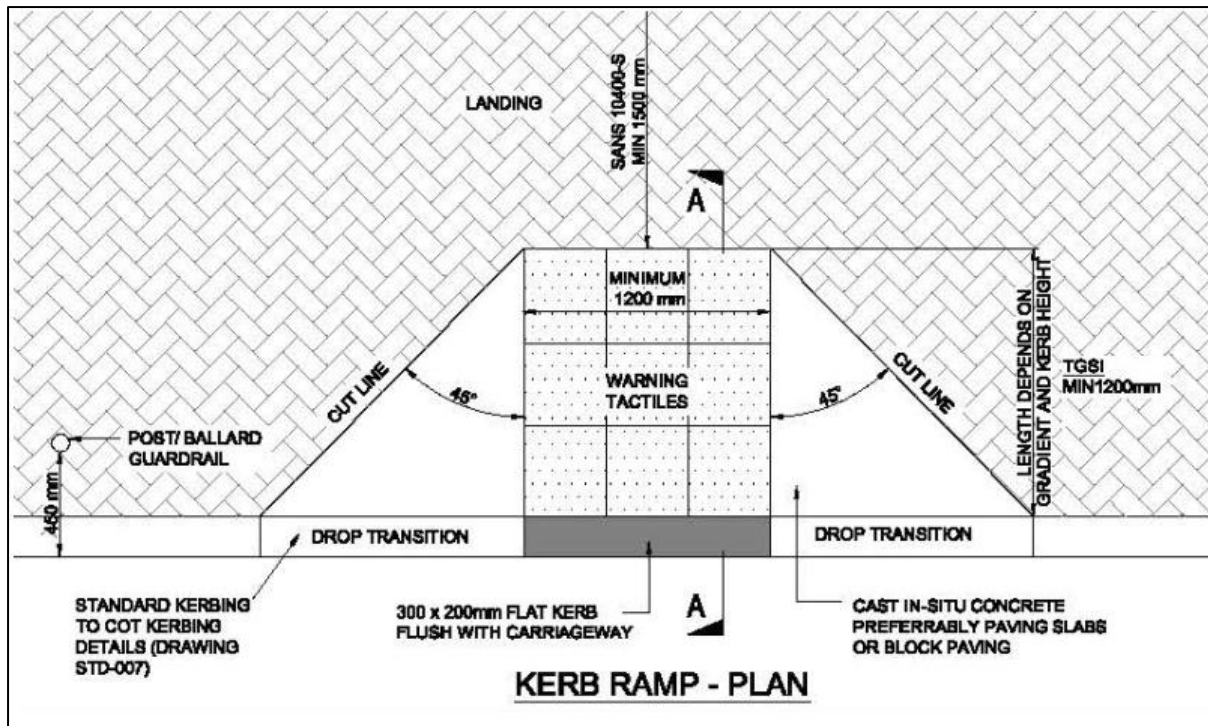 LANDING
SANS 10400-S
MIN 1500 mm
A
MINIMUM
1200 mm
WARNING
TACTILES
CUT LINE
45°
45°
CUT LINE
LENGTH DEPENDS ON
GRADIENT AND KERB HEIGHT
TGSI
MIN1200mm
POST/ BALLARD
GUARDRAIL
460 mm
DROP TRANSITION
DROP TRANSITION
STANDARD KERBING
TO COT KERBING
DETAILS (DRAWING
STD-007)
300 x 200mm FLAT KERB
FLUSH WITH CARRIAGEWAY
A
CAST IN-SITU CONCRETE
PREFERRABLY PAVING SLABS
OR BLOCK PAVING
KERB RAMP - PLAN